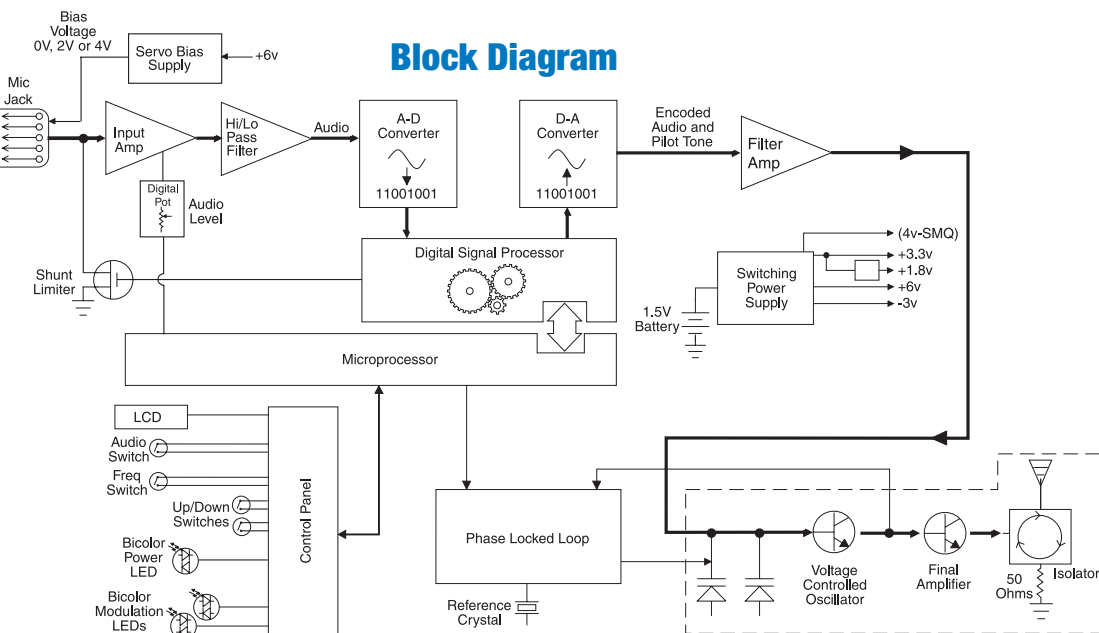 Block Diagram
Bias
Voltage
0V, 2V or 4V
Servo Bias
Supply
+6v
Mic
Jack
Input
Amp
Hi/Lo
Pass
Filter
Audio
A-D
Converter
11001001
D-A
Converter
11001001
Encoded
Audio and
Pilot Tone
Filter
Amp
Digital
Pot
Audio
Level
Shunt
Limiter
Digital Signal Processor
Switching
Power
Supply
(4v-SMQ)
+3.3v
+1.8v
+6v
-3v
1.5V
Battery
Microprocessor
LCD
Audio
Switch
Freq
Switch
Up/Down
Switches
Bicolor
Power
LED
Bicolor
Modulation
LEDs
Control Panel
Phase Locked Loop
Reference
Crystal
Voltage
Controlled
Oscillator
Final
Amplifier
50
Ohms
Isolator